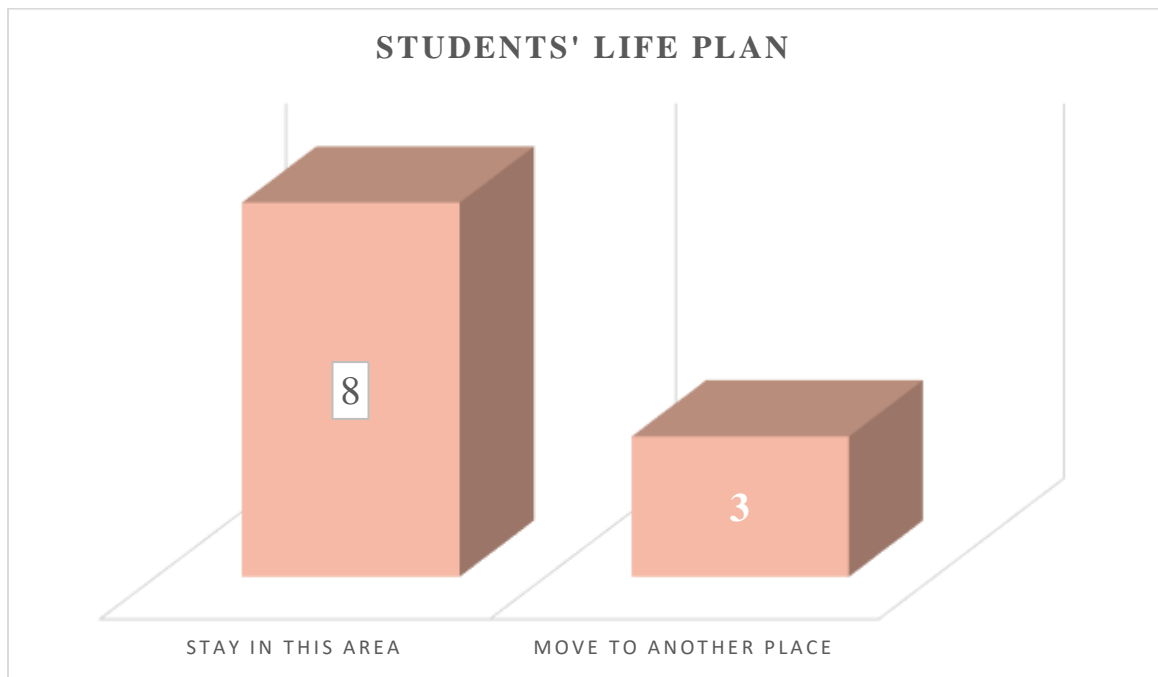 STUDENTS' LIFE PLAN
8
3
STAY IN THIS AREA
MOVE TO ANOTHER PLACE